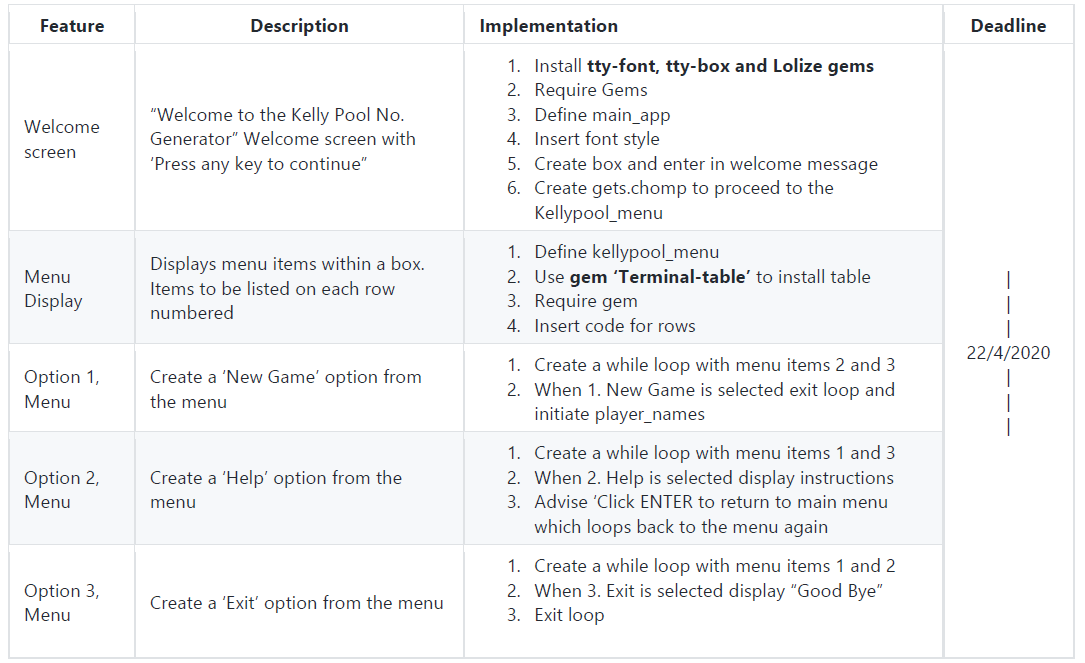 Feature Description Implementation Deadline
Welcome
screen
“Welcome to the Kelly Pool No.
Generator” Welcome screen with
‘Press any key to continue”
1. Install tty-font, tty-box and Lolize gems
2. Require Gems
3. Define main_app
4. Insert font style
5. Create box and enter in welcome message
6. Create gets.chomp to proceed to the
Kellypool_menu
Menu
Display
Displays menu items within a box.
Items to be listed on each row
numbered
1. Define kellypool_menu
2. Use gem ‘Terminal-table’ to install table
3. Require gem
4. Insert code for rows
Option 1,
Menu
Create a ‘New Game’ option from
the menu
1. Create a while loop with menu items 2 and 3
2. When 1. New Game is selected exit loop and
initiate player_names
Option 2,
Menu
Create a ‘Help’ option from the
menu
1. Create a while loop with menu items 1 and 3
2. When 2. Help is selected display instructions
3. Advise ‘Click ENTER to return to main menu
which loops back to the menu again
Option 3,
Menu
Create a ‘Exit’ option from the menu
1. Create a while loop with menu items 1 and 2
2. When 3. Exit is selected display “Good Bye”
3. Exit loop
|
|
|
22/4/2020
|
|
|